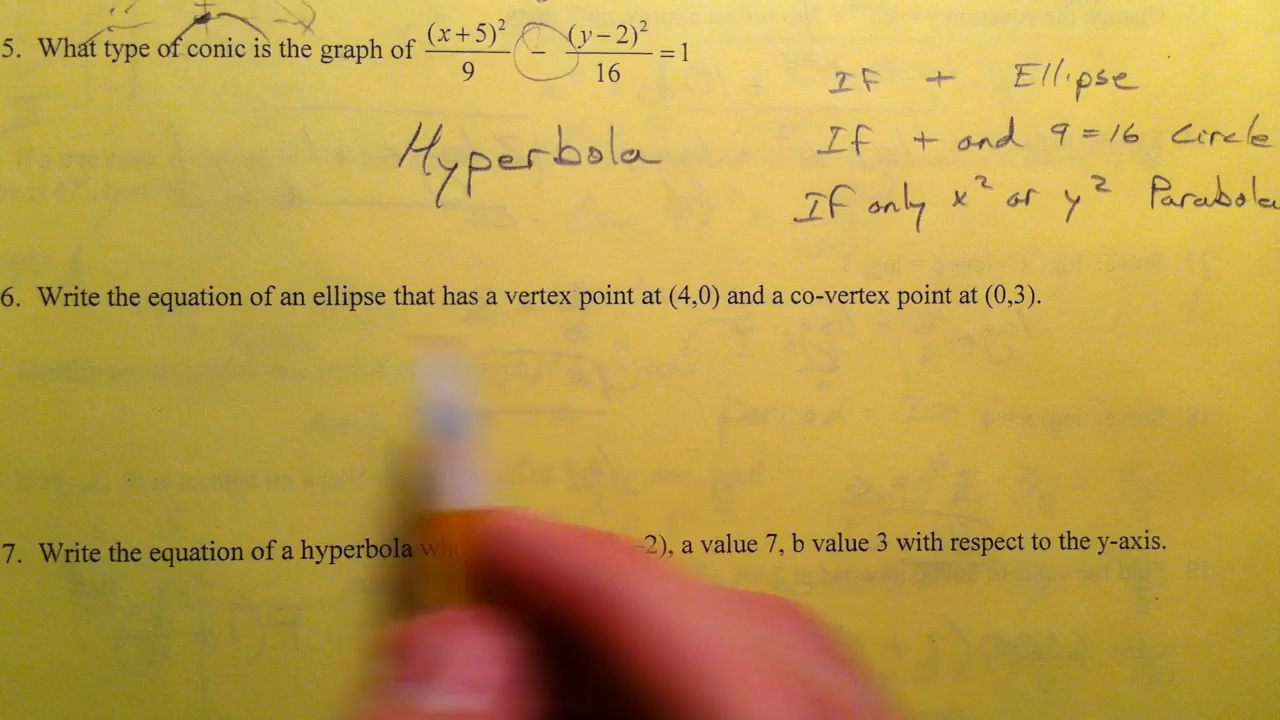 5. What type of conic is the graph of (x+5)²/9 − (y−2)²/16 = 1
IF + Ellipse
If + and 9 = 16 Circle
If only x² or y² Parabola
Hyperbola
6. Write the equation of an ellipse that has a vertex point at (4,0) and a co-vertex point at (0,3).
7. Write the equation of a hyperbola -2), a value 7, b value 3 with respect to the y-axis.